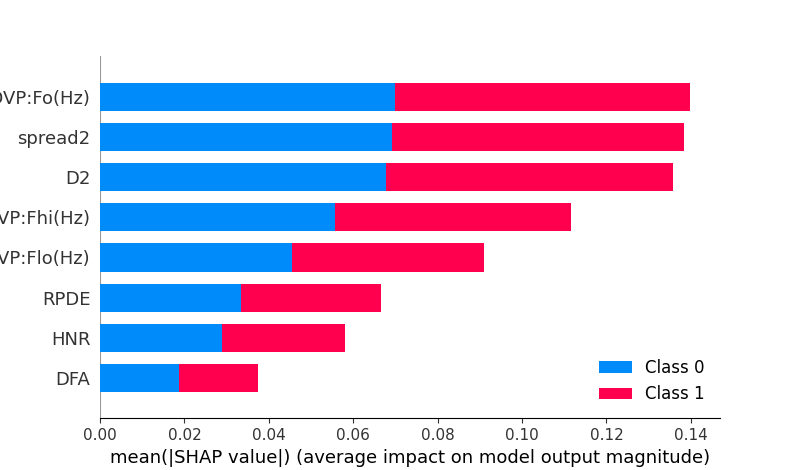 VP:Fo(Hz)
spread2
D2
VP:Fhi(Hz)
VP:Flo(Hz)
RPDE
HNR
DFA
Class 0
Class 1
0.00 0.02 0.04 0.06 0.08 0.10 0.12 0.14
mean(|SHAP value|) (average impact on model output magnitude)